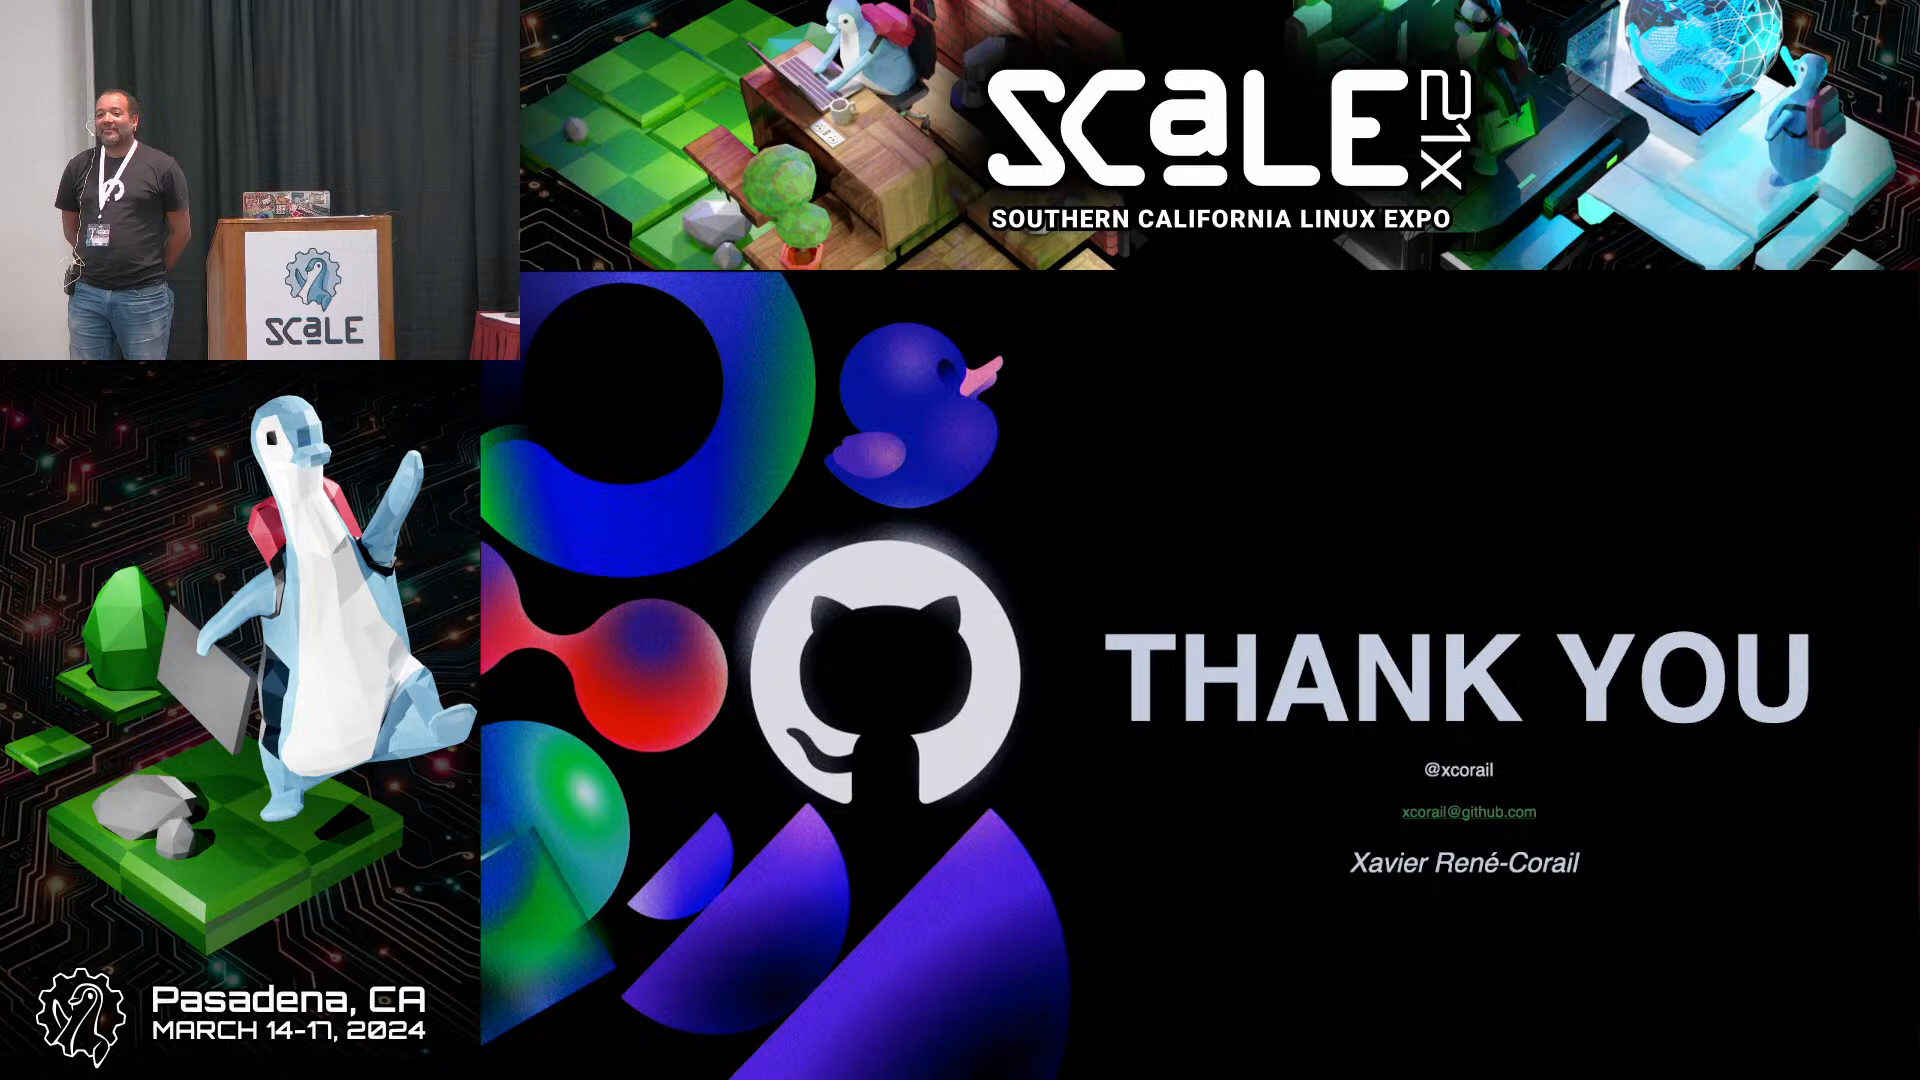 SCaLE 21X
SOUTHERN CALIFORNIA LINUX EXPO
SCaLE
THANK YOU
@xcorail
xcorail@github.com
Xavier René-Corail
Pasadena, CA
MARCH 14-17, 2024